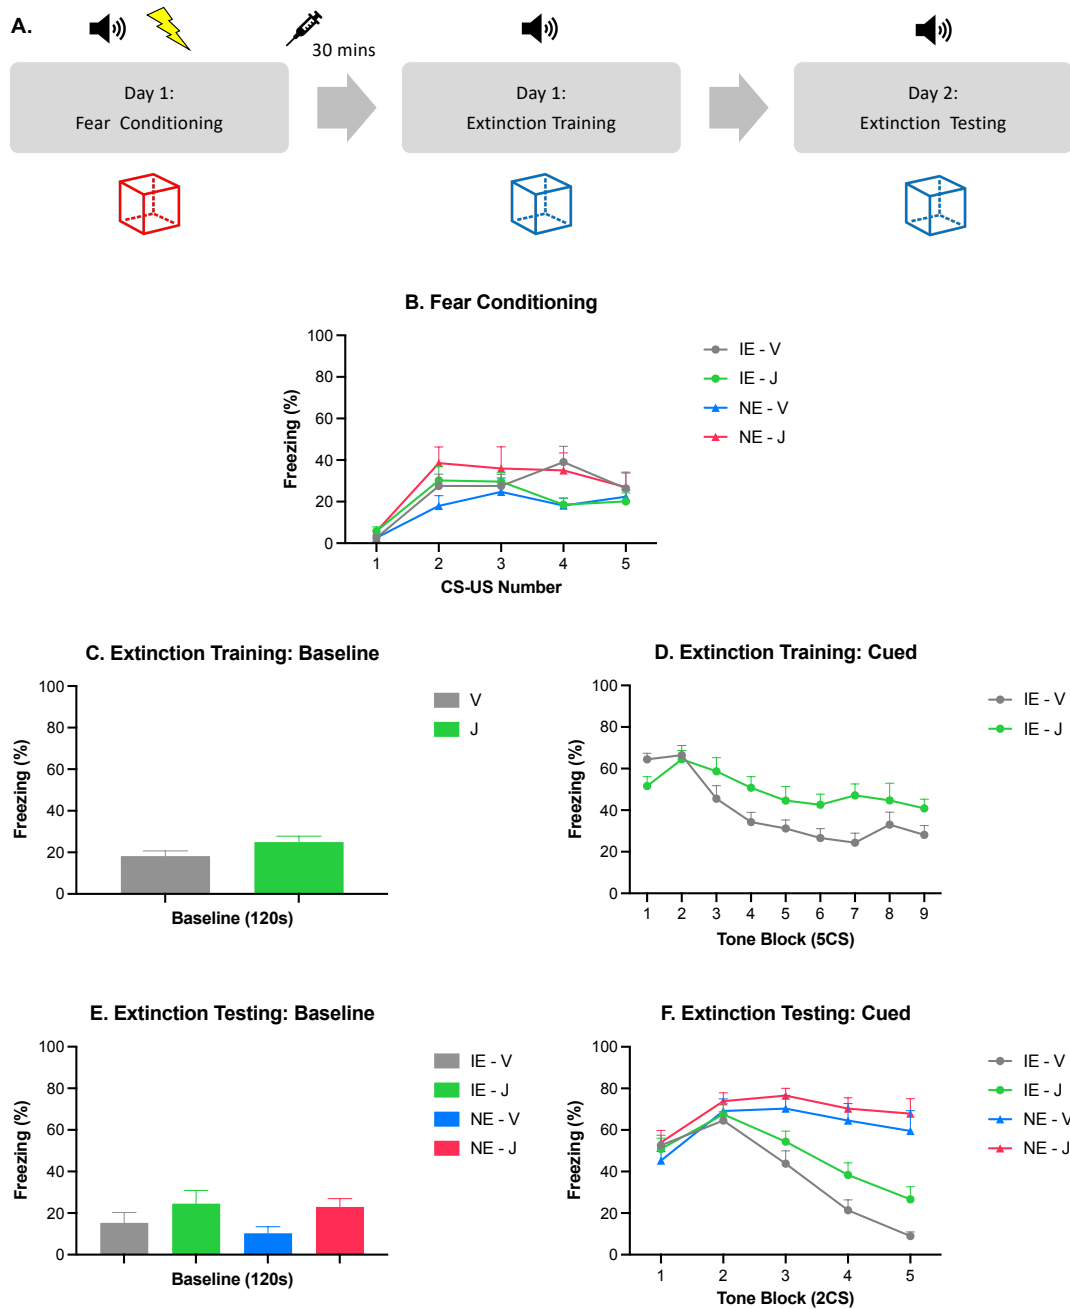 A.
30 mins
Day 1:
Fear Conditioning
Day 1:
Extinction Training
Day 2:
Extinction Testing
B. Fear Conditioning
Freezing (%)
100
80
60
40
20
0
1 2 3 4 5
CS-US Number
IE - V
IE - J
NE - V
NE - J
C. Extinction Training: Baseline
Freezing (%)
100
80
60
40
20
0
Baseline (120s)
V
J
D. Extinction Training: Cued
Freezing (%)
100
80
60
40
20
0
1 2 3 4 5 6 7 8 9
Tone Block (5CS)
IE - V
IE - J
E. Extinction Testing: Baseline
Freezing (%)
100
80
60
40
20
0
Baseline (120s)
IE - V
IE - J
NE - V
NE - J
F. Extinction Testing: Cued
Freezing (%)
100
80
60
40
20
0
1 2 3 4 5
Tone Block (2CS)
IE - V
IE - J
NE - V
NE - J